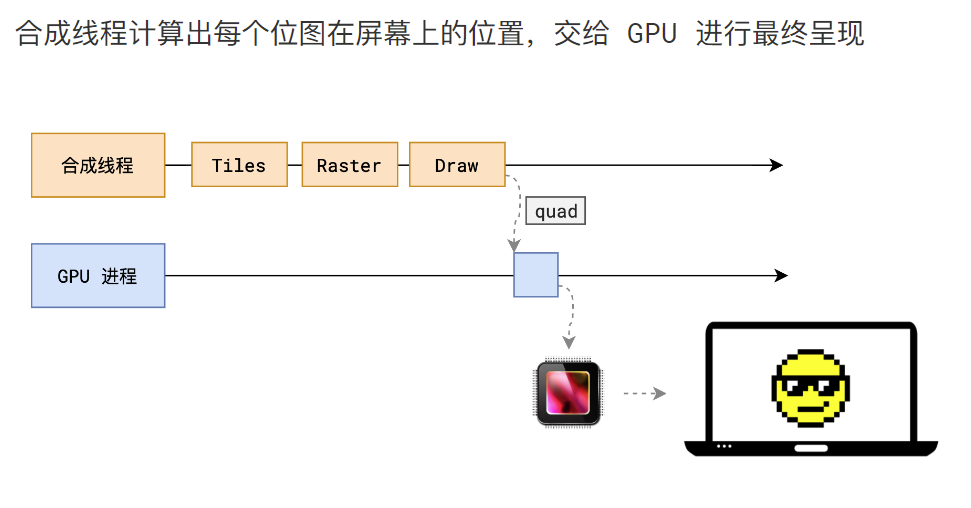 合成线程计算出每个位图在屏幕上的位置，交给 GPU 进行最终呈现
合成线程
Tiles
Raster
Draw
quad
GPU 进程